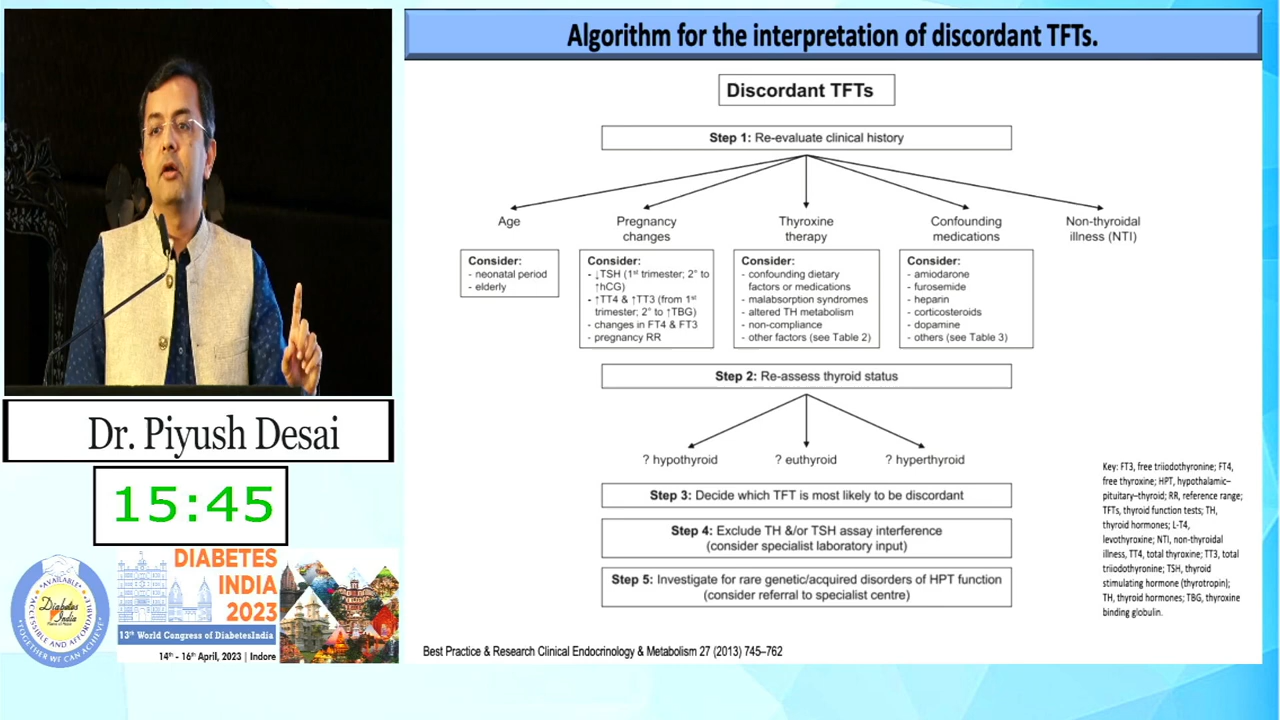 Algorithm for the interpretation of discordant TFTs.
Discordant TFTs
Step 1: Re-evaluate clinical history
Age
Consider:
- neonatal period
- elderly
Pregnancy
changes
Consider:
- ↓TSH (1st trimester; 2° to
↑hCG)
- ↑TT4 & ↑TT3 (from 1st
trimester; 2° to ↑TBG)
- changes in FT4 & FT3
- pregnancy RR
Thyroxine
therapy
Consider:
- confounding dietary
factors or medications
- malabsorption syndromes
- altered TH metabolism
- non-compliance
- other factors (see Table 2)
Confounding
medications
Consider:
- amiodarone
- furosemide
- heparin
- corticosteroids
- dopamine
- others (see Table 3)
Non-thyroidal
illness (NTI)
Step 2: Re-assess thyroid status
? hypothyroid
? euthyroid
? hyperthyroid
Step 3: Decide which TFT is most likely to be discordant
Step 4: Exclude TH &/or TSH assay interference
(consider specialist laboratory input)
Step 5: Investigate for rare genetic/acquired disorders of HPT function
(consider referral to specialist centre)
Key: FT3, free triiodothyronine; FT4,
free thyroxine; HPT, hypothalamic–
pituitary–thyroid; RR, reference range;
TFTs, thyroid function tests; TH,
thyroid hormones; L-T4,
levothyroxine; NTI, non-thyroidal
illness, TT4, total thyroxine; TT3, total
triiodothyronine; TSH, thyroid
stimulating hormone (thyrotropin);
TH, thyroid hormones; TBG, thyroxine
binding globulin.
Best Practice & Research Clinical Endocrinology & Metabolism 27 (2013) 745–762
Dr. Piyush Desai
15:45
AVAILABLE
ACCESSIBLE AND AFFORDABLE
Diabetes
India
TOGETHER WE CAN ACHIEVE
DIABETES
INDIA
2023
13th World Congress of DiabetesIndia
14th - 16th April, 2023 | Indore